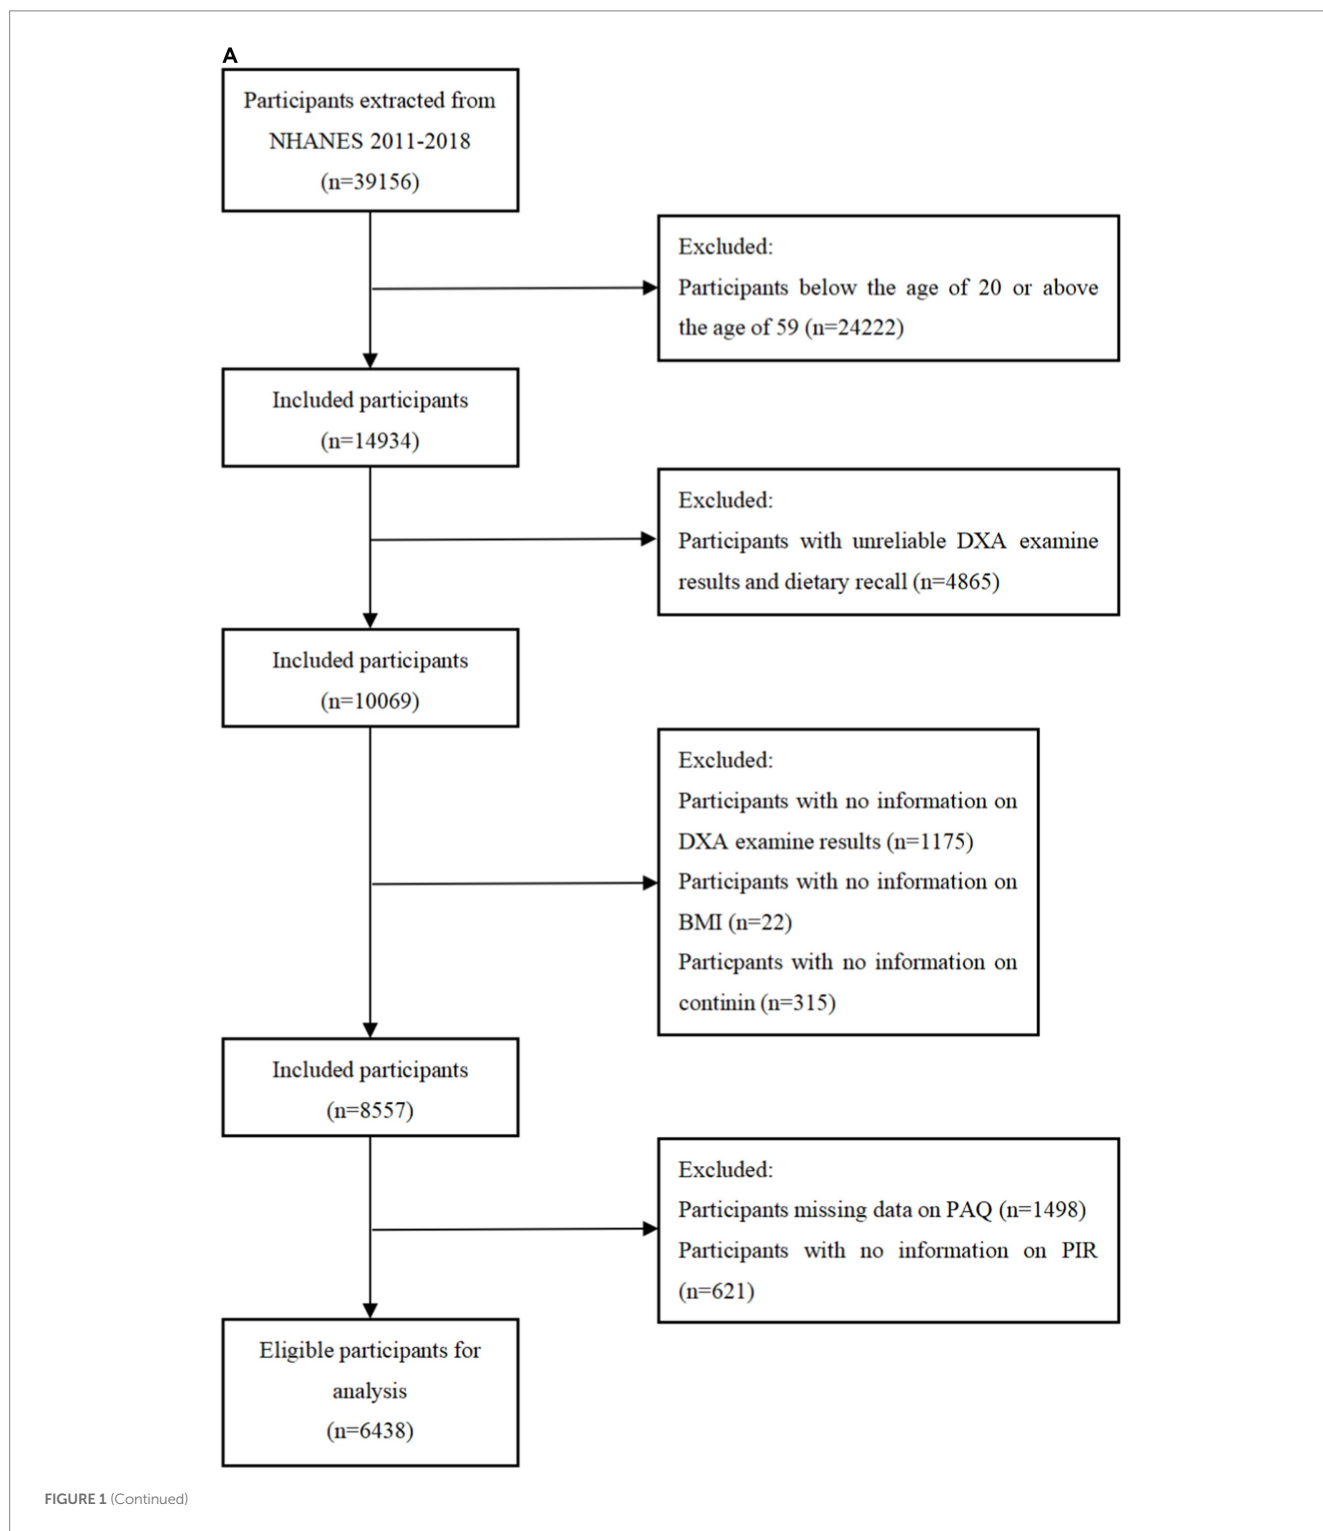 A
Participants extracted from
NHANES 2011-2018
(n=39156)
Excluded:
Participants below the age of 20 or above
the age of 59 (n=24222)
Included participants
(n=14934)
Excluded:
Participants with unreliable DXA examine
results and dietary recall (n=4865)
Included participants
(n=10069)
Excluded:
Participants with no information on
DXA examine results (n=1175)
Participants with no information on
BMI (n=22)
Particpants with no information on
continin (n=315)
Included participants
(n=8557)
Excluded:
Participants missing data on PAQ (n=1498)
Participants with no information on PIR
(n=621)
Eligible participants for
analysis
(n=6438)
FIGURE 1 (Continued)